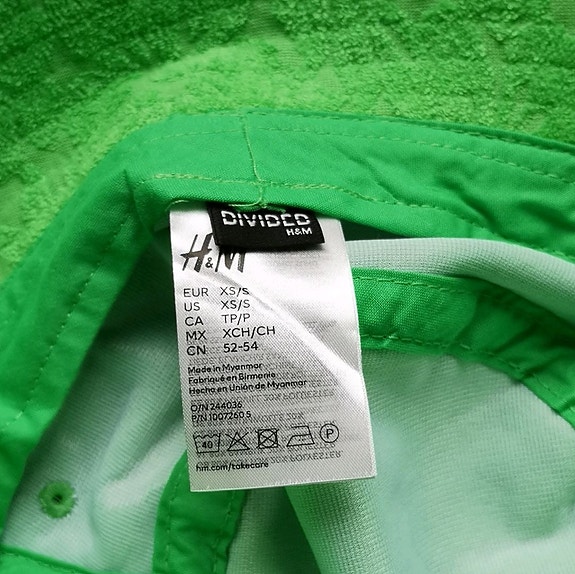 DIVIDED
H&M
H&M
EUR XS/S
US XS/S
CA TP/P
MX XCH/CH
CN 52-54
Made in Myanmar
Fabriqué en Birmanie
Hecho en Unión de Myanmar
O/N 244036
P/N 1007260 S
40 P
hm.com/takecare